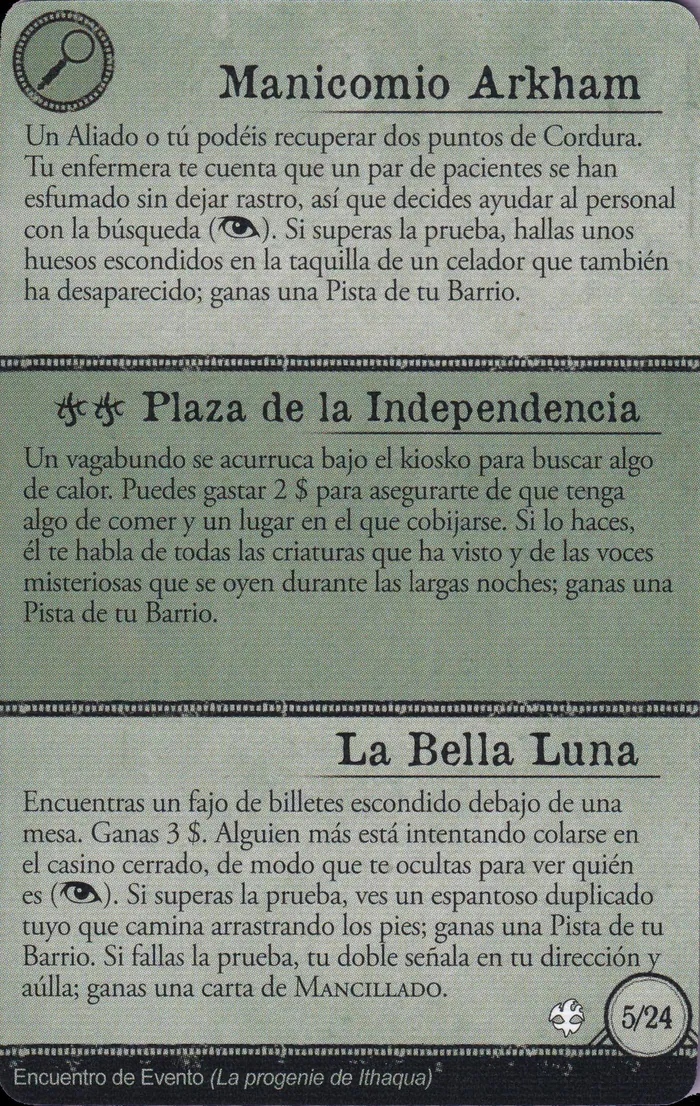 Manicomio Arkham
Un Aliado o tú podéis recuperar dos puntos de Cordura.
Tu enfermera te cuenta que un par de pacientes se han
esfumado sin dejar rastro, así que decides ayudar al personal
con la búsqueda (). Si superas la prueba, hallas unos
huesos escondidos en la taquilla de un celador que también
ha desaparecido; ganas una Pista de tu Barrio.
Plaza de la Independencia
Un vagabundo se acurruca bajo el kiosko para buscar algo
de calor. Puedes gastar 2 $ para asegurarte de que tenga
algo de comer y un lugar en el que cobijarse. Si lo haces,
él te habla de todas las criaturas que ha visto y de las voces
misteriosas que se oyen durante las largas noches; ganas una
Pista de tu Barrio.
La Bella Luna
Encuentras un fajo de billetes escondido debajo de una
mesa. Ganas 3 $. Alguien más está intentando colarse en
el casino cerrado, de modo que te ocultas para ver quién
es (). Si superas la prueba, ves un espantoso duplicado
tuyo que camina arrastrando los pies; ganas una Pista de tu
Barrio. Si fallas la prueba, tu doble señala en tu dirección y
aúlla; ganas una carta de MANCILLADO.
5/24
Encuentro de Evento (La progenie de Ithaqua)